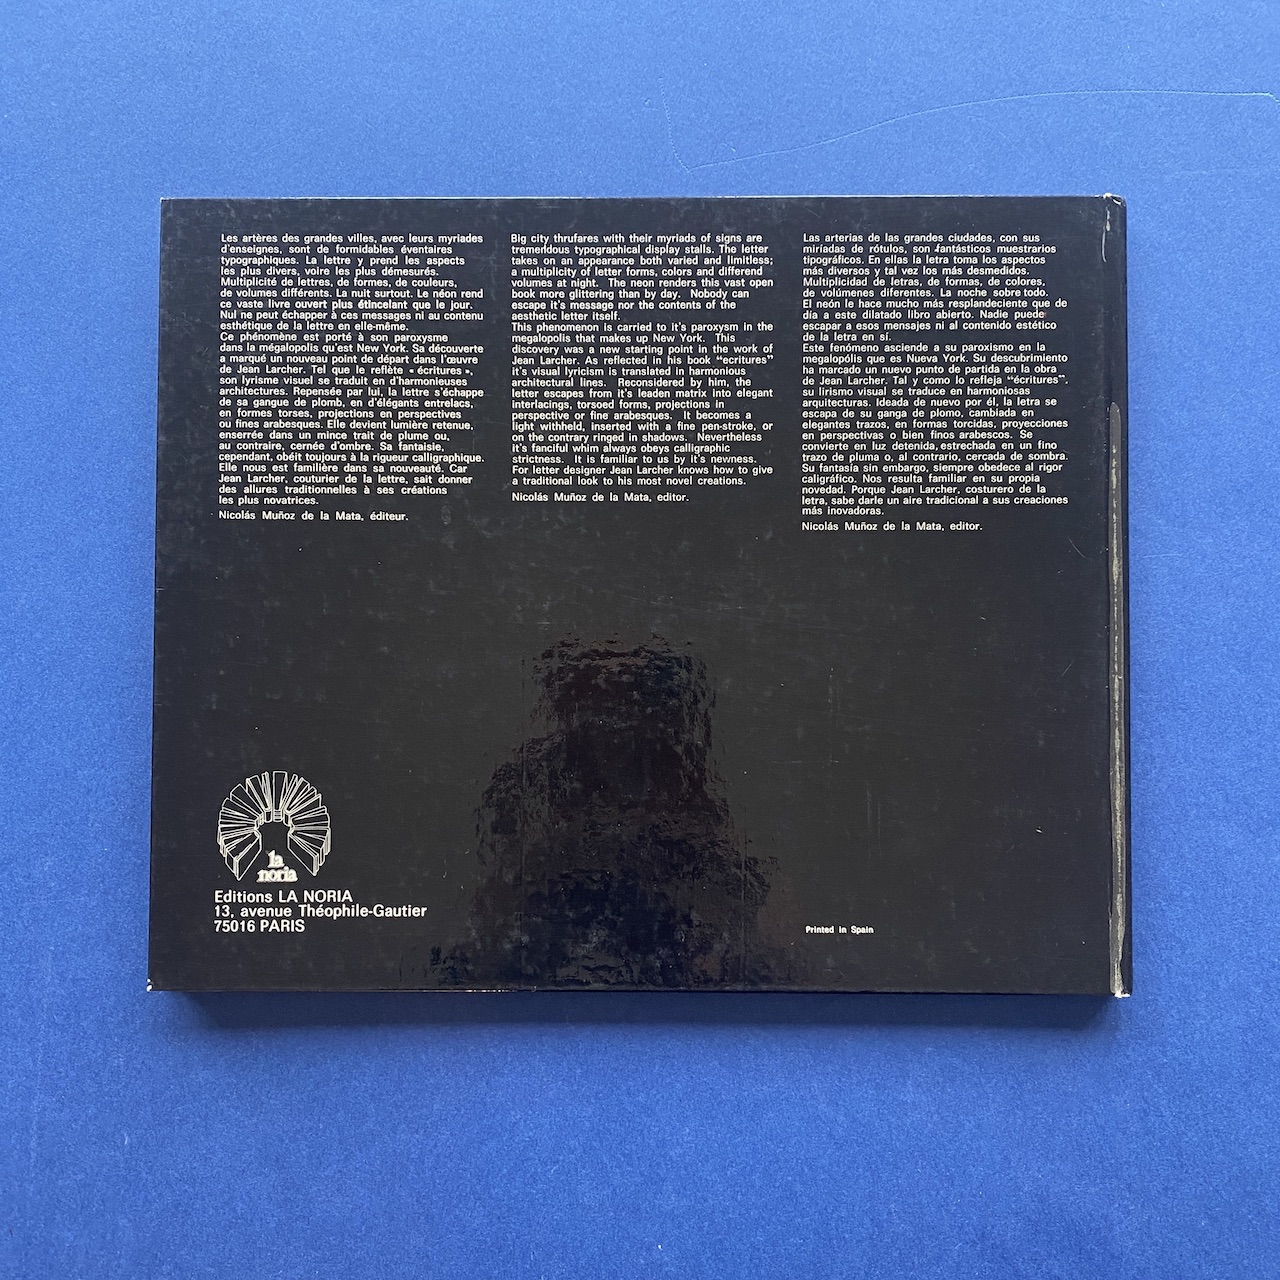 Les artères des grandes villes, avec leurs myriades
d'enseignes, sont de formidables éventaires
typographiques. La lettre y prend les aspects
les plus divers, voire les plus démesurés.
Multiplicité de lettres, de formes, de couleurs,
de volumes différents. La nuit surtout. Le néon rend
ce vaste livre ouvert plus étincelant que le jour.
Nul ne peut échapper à ces messages ni au contenu
esthétique de la lettre en elle-même.
Ce phénomène est porté à son paroxysme
dans la mégalopolis qu'est New York. Sa découverte
a marqué un nouveau point de départ dans l'œuvre
de Jean Larcher. Tel que le reflète « écritures »,
son lyrisme visuel se traduit en d'harmonieuses
architectures. Repensée par lui, la lettre s'échappe
de sa gangue de plomb, en d'élégants entrelacs,
en formes torses, projections en perspectives
ou fines arabesques. Elle devient lumière retenue,
enserrée dans un mince trait de plume ou,
au contraire, cernée d'ombre. Sa fantaisie,
cependant, obéit toujours à la rigueur calligraphique.
Elle nous est familière dans sa nouveauté. Car
Jean Larcher, couturier de la lettre, sait donner
des allures traditionnelles à ses créations
les plus novatrices.
Nicolás Muñoz de la Mata, éditeur.
Big city thrufares with their myriads of signs are
tremendous typographical display stalls. The letter
takes on an appearance both varied and limitless;
a multiplicity of letter forms, colors and differend
volumes at night. The neon renders this vast open
book more glittering than by day. Nobody can
escape it's message nor the contents of the
aesthetic letter itself.
This phenomenon is carried to it's paroxysm in the
megalopolis that makes up New York. This
discovery was a new starting point in the work of
Jean Larcher. As reflected in his book “ecritures”
it's visual lyricism is translated in harmonious
architectural lines. Reconsidered by him, the
letter escapes from it's leaden matrix into elegant
interlacings, torsoed forms, projections in
perspective or fine arabesques. It becomes a
light withheld, inserted with a fine pen-stroke, or
on the contrary ringed in shadows. Nevertheless
it's fanciful whim always obeys calligraphic
strictness. It is familiar to us by it's newness.
For letter designer Jean Larcher knows how to give
a traditional look to his most novel creations.
Nicolás Muñoz de la Mata, editor.
Las arterias de las grandes ciudades, con sus
miríadas de rótulos, son fantásticos muestrarios
tipográficos. En ellas la letra toma los aspectos
más diversos y tal vez los más desmedidos.
Multiplicidad de letras, de formas, de colores,
de volúmenes diferentes. La noche sobre todo.
El neón le hace mucho más resplandeciente que de
día a este dilatado libro abierto. Nadie puede
escapar a esos mensajes ni al contenido estético
de la letra en sí.
Este fenómeno asciende a su paroxismo en la
megalopólis que es Nueva York. Su descubrimiento
ha marcado un nuevo punto de partida en la obra
de Jean Larcher. Tal y como lo refleja “écritures”,
su lirismo visual se traduce en harmoniosas
arquitecturas. Ideada de nuevo por él, la letra se
escapa de su ganga de plomo, cambiada en
elegantes trazos, en formas torcidas, proyecciones
en perspectivas o bien finos arabescos. Se
convierte en luz detenida, estrechada en un fino
trazo de pluma o, al contrario, cercada de sombra.
Su fantasía sin embargo, siempre obedece al rigor
caligráfico. Nos resulta familiar en su propia
novedad. Porque Jean Larcher, costurero de la
letra, sabe darle un aire tradicional a sus creaciones
más inovadoras.
Nicolás Muñoz de la Mata, editor.
la
noria
Editions LA NORIA
13, avenue Théophile-Gautier
75016 PARIS
Printed in Spain